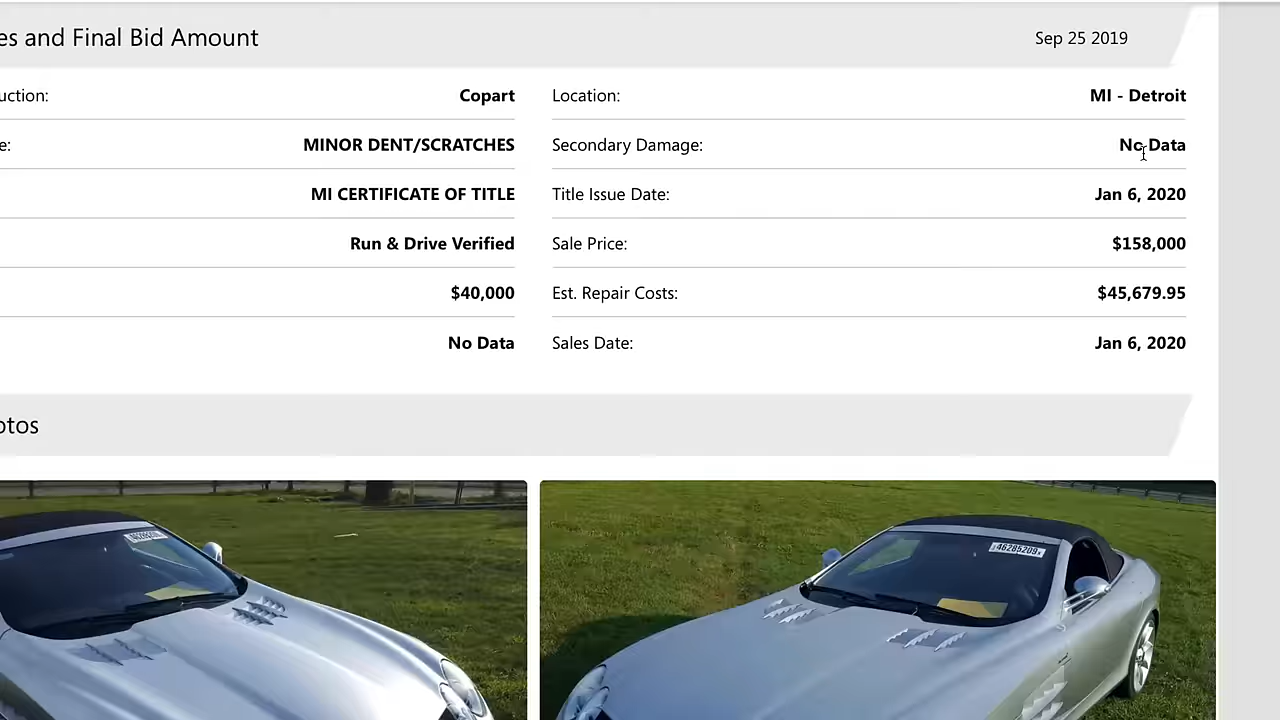 es and Final Bid Amount
Sep 25 2019
uction:
Copart
Location:
MI - Detroit
e:
MINOR DENT/SCRATCHES
Secondary Damage:
No Data
MI CERTIFICATE OF TITLE
Title Issue Date:
Jan 6, 2020
Run & Drive Verified
Sale Price:
$158,000
$40,000
Est. Repair Costs:
$45,679.95
No Data
Sales Date:
Jan 6, 2020
otos
46285209
46285209